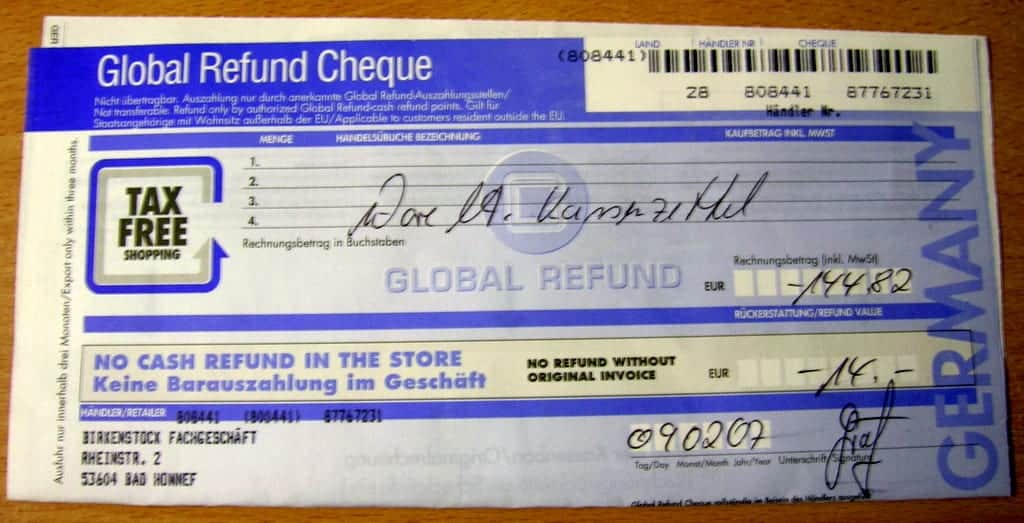 GER
Global Refund Cheque
Nicht übertragbar. Auszahlung nur durch anerkannte Global Refund-Auszahlungsstellen/
Not transferable. Refund only by authorized Global Refund-cash refund points. Gilt für
Staatsangehörige mit Wohnsitz außerhalb der EU/Applicable to customers resident outside the EU.
LAND HÄNDLER NR CHEQUE
(808441)
28 808441 87767231
Händler Nr.
MENGE HANDELSÜBLICHE BEZEICHNUNG KAUFBETRAG INKL. MWST
TAX
FREE
SHOPPING
1.
2.
3.
4.
Ware lt. Kassenzettel
Rechnungsbetrag in Buchstaben
GLOBAL REFUND
Rechnungsbetrag (inkl. MwSt)
EUR -144.82
RÜCKERSTATTUNG/REFUND VALUE
NO CASH REFUND IN THE STORE
Keine Barauszahlung im Geschäft
NO REFUND WITHOUT
ORIGINAL INVOICE
EUR -14.-
HÄNDLER/RETAILER 808441 (808441) 87767231
BIRKENSTOCK FACHGESCHÄFT
RHEINSTR. 2
53604 BAD HONNEF
090207
Tag/Day Monat/Month Jahr/Year Unterschrift/Signature
GERMANY
Ausfuhr nur innerhalb drei Monaten/Export only within three months.